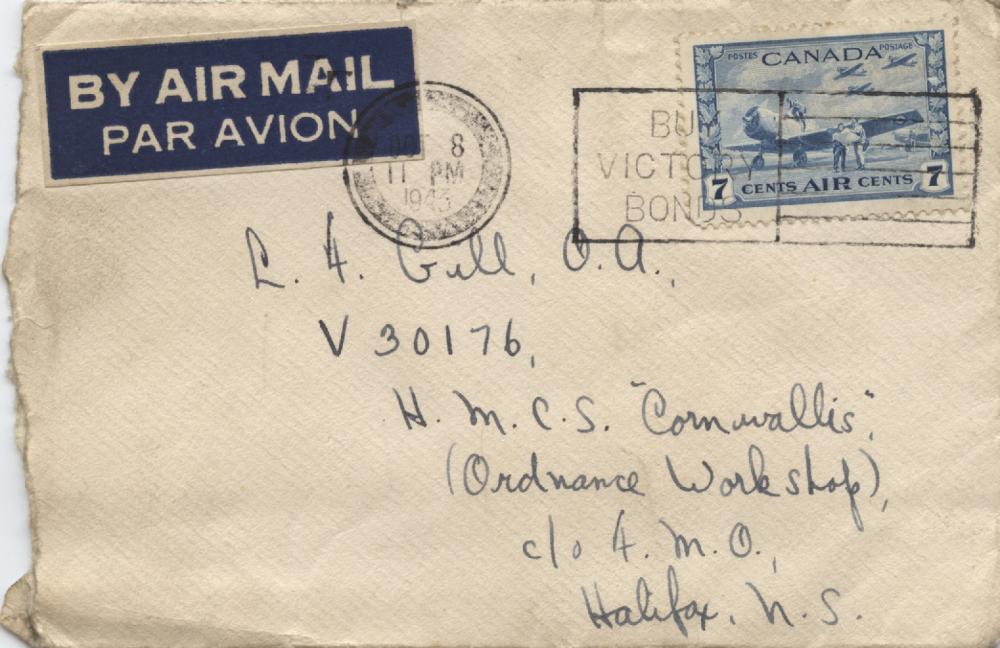 BY AIR MAIL
PAR AVION
OCT 8
11 PM
1943
BUY
VICTORY
BONDS
POSTES CANADA POSTAGE
7 CENTS AIR CENTS 7
L. F. Gill, O.A.,
V 30176,
H. M. C. S. "Cornwallis",
(Ordnance Workshop),
c/o F. M. O.,
Halifax, N. S.